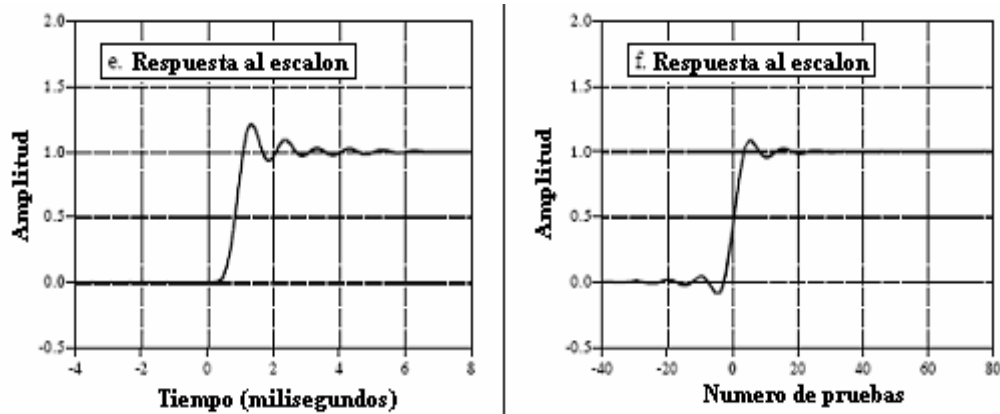 e. Respuesta al escalon
Amplitud
2.0
1.5
1.0
0.5
0.0
-0.5
-4 -2 0 2 4 6 8
Tiempo (milisegundos)
f. Respuesta al escalon
Amplitud
2.0
1.5
1.0
0.5
0.0
-0.5
-40 -20 0 20 40 60 80
Numero de pruebas